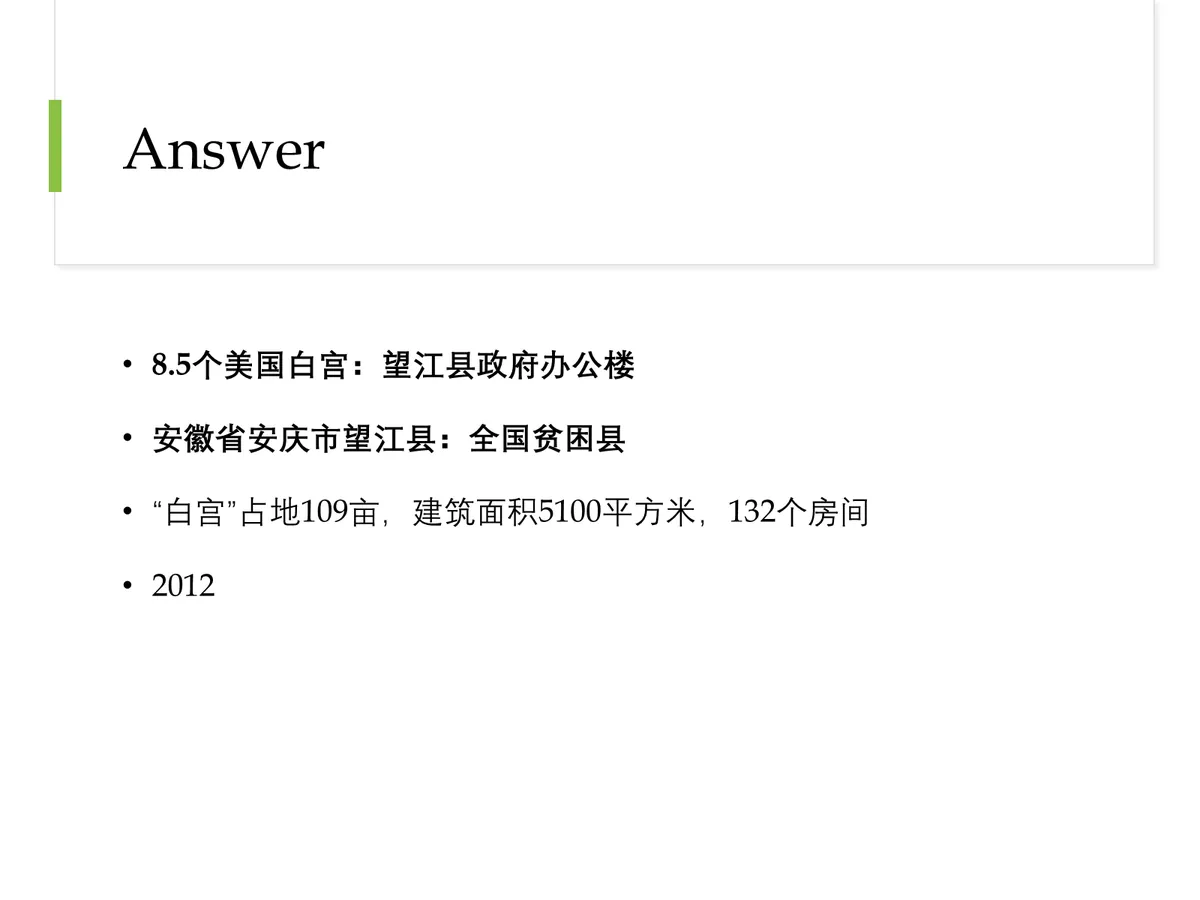 Answer
• 8.5个美国白宫：望江县政府办公楼
• 安徽省安庆市望江县：全国贫困县
• “白宫”占地109亩，建筑面积5100平方米，132个房间
• 2012